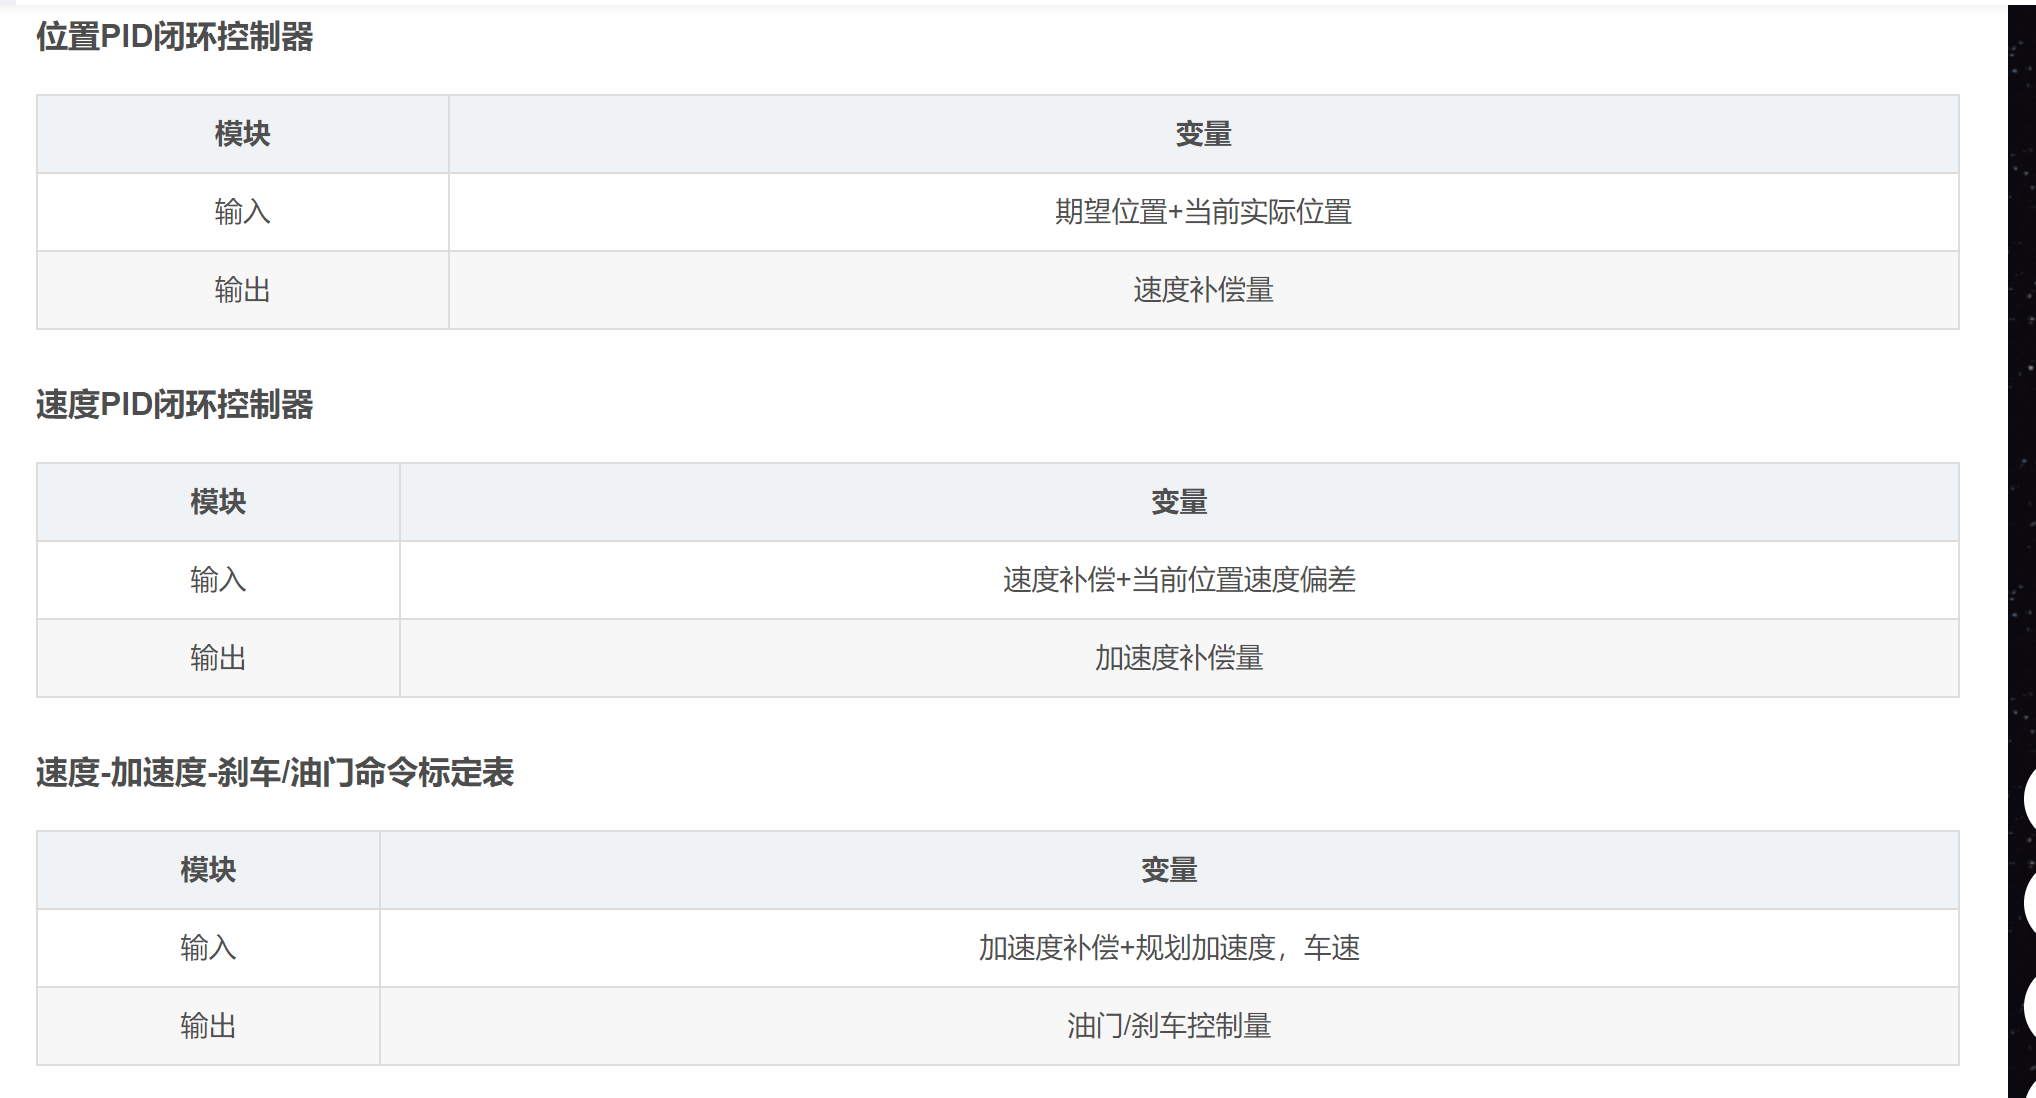 位置PID闭环控制器
模块 变量
输入 期望位置+当前实际位置
输出 速度补偿量
速度PID闭环控制器
模块 变量
输入 速度补偿+当前位置速度偏差
输出 加速度补偿量
速度-加速度-刹车/油门命令标定表
模块 变量
输入 加速度补偿+规划加速度，车速
输出 油门/刹车控制量